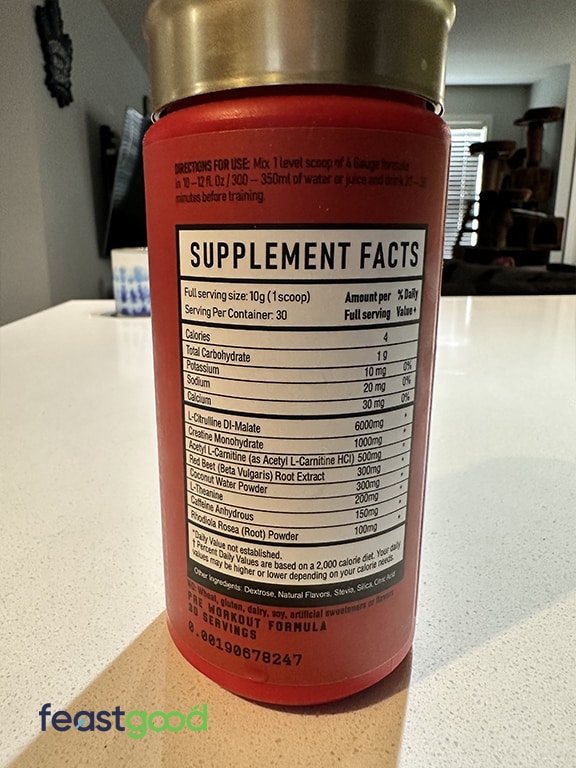 DIRECTIONS FOR USE: Mix 1 level scoop of 4 Gauge formula
in 10-12 fl. Oz / 300 - 350ml of water or juice and drink
minutes before training.
SUPPLEMENT FACTS
Full serving size: 10g (1 scoop) Amount per % Daily
Serving Per Container: 30 Full serving Value +
Calories 4
Total Carbohydrate 1 g
Potassium 10 mg 0%
Sodium 20 mg 0%
Calcium 30 mg 0%
L-Citrulline DI-Malate 6000mg *
Creatine Monohydrate 1000mg *
Acetyl L-Carnitine (as Acetyl L-Carnitine HCl) 500mg *
Red Beet (Beta Vulgaris) Root Extract 300mg *
Coconut Water Powder 300mg *
L-Theanine 200mg *
Caffeine Anhydrous 150mg *
Rhodiola Rosea (Root) Powder 100mg *
*Daily Value not established.
† Percent Daily Values are based on a 2,000 calorie diet. Your daily
values may be higher or lower depending on your calorie needs.
Other Ingredients: Dextrose, Natural Flavors, Stevia, Silica, Citric Acid
NO Wheat, gluten, dairy, soy, artificial sweeteners or flavors
PRE WORKOUT FORMULA
30 SERVINGS
0.00190678247
feastgood